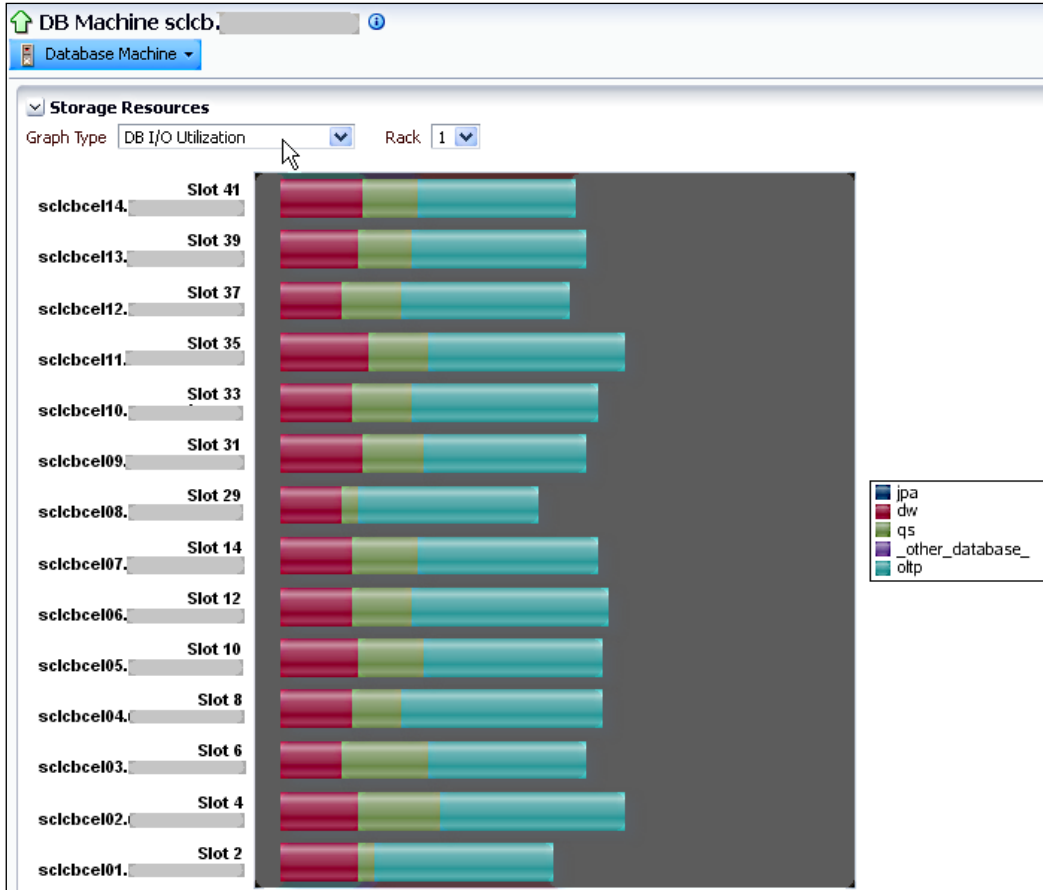 DB Machine sclcb.
Database Machine
Storage Resources
Graph Type DB I/O Utilization Rack 1
Slot 41
sclcbcel14.
Slot 39
sclcbcel13.
Slot 37
sclcbcel12.
Slot 35
sclcbcel11.
Slot 33
sclcbcel10.
Slot 31
sclcbcel09.
Slot 29
sclcbcel08.
Slot 14
sclcbcel07.
Slot 12
sclcbcel06.
Slot 10
sclcbcel05.
Slot 8
sclcbcel04.
Slot 6
sclcbcel03.
Slot 4
sclcbcel02.
Slot 2
sclcbcel01.
jpa
dw
qs
_other_database_
oltp